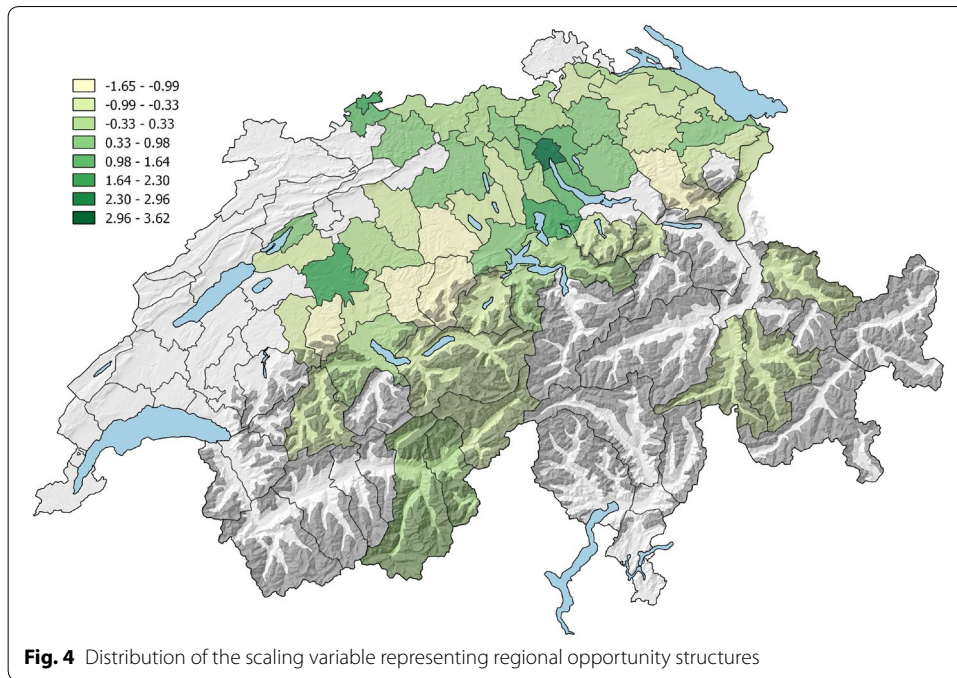 -1.65 - -0.99
-0.99 - -0.33
-0.33 - 0.33
0.33 - 0.98
0.98 - 1.64
1.64 - 2.30
2.30 - 2.96
2.96 - 3.62
Fig. 4 Distribution of the scaling variable representing regional opportunity structures